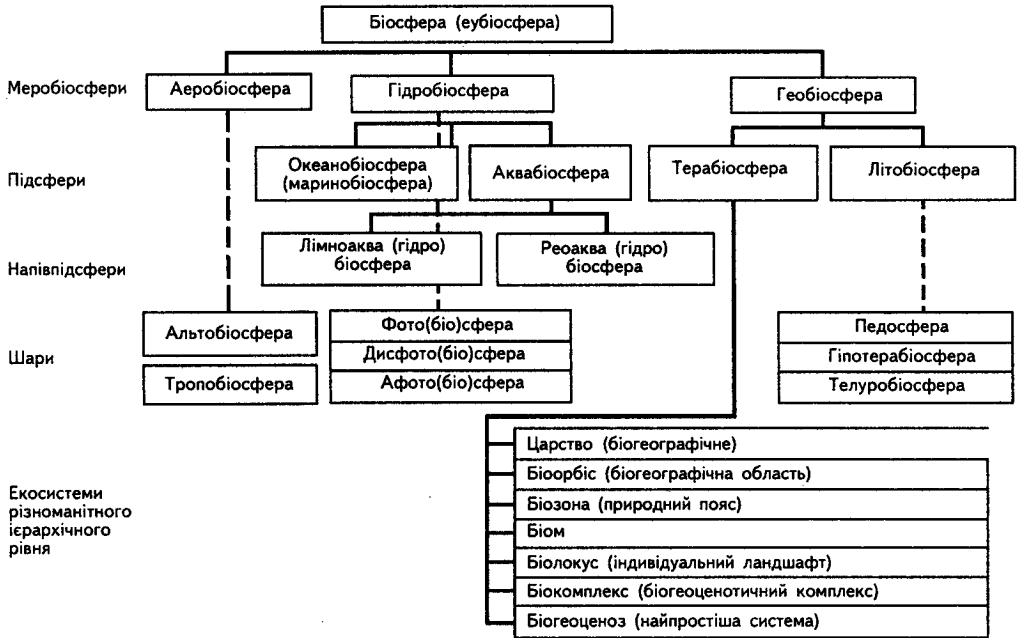 Біосфера (еубіосфера)
Меробіосфери
Аеробіосфера
Гідробіосфера
Геобіосфера
Підсфери
Океанобіосфера
(маринобіосфера)
Аквабіосфера
Терабіосфера
Літобіосфера
Напівпідсфери
Лімноаква (гідро)
біосфера
Реоаква (гідро)
біосфера
Шари
Альтобіосфера
Тропобіосфера
Фото(біо)сфера
Дисфото(біо)сфера
Афото(біо)сфера
Педосфера
Гіпотерабіосфера
Телуробіосфера
Екосистеми
різноманітного
ієрархічного
рівня
Царство (біогеографічне)
Біоорбіс (біогеографічна область)
Біозона (природний пояс)
Біом
Біолокус (індивідуальний ландшафт)
Біокомплекс (біогеоценотичний комплекс)
Біогеоценоз (найпростіша система)